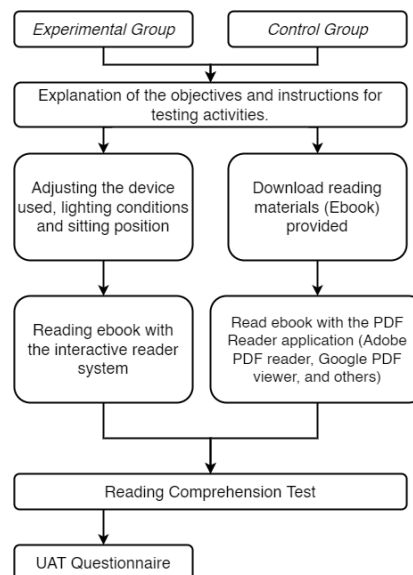 Experimental Group
Control Group
Explanation of the objectives and instructions for
testing activities.
Adjusting the device
used, lighting conditions
and sitting position
Download reading
materials (Ebook)
provided
Reading ebook with
the interactive reader
system
Read ebook with the PDF
Reader application (Adobe
PDF reader, Google PDF
viewer, and others)
Reading Comprehension Test
UAT Questionnaire